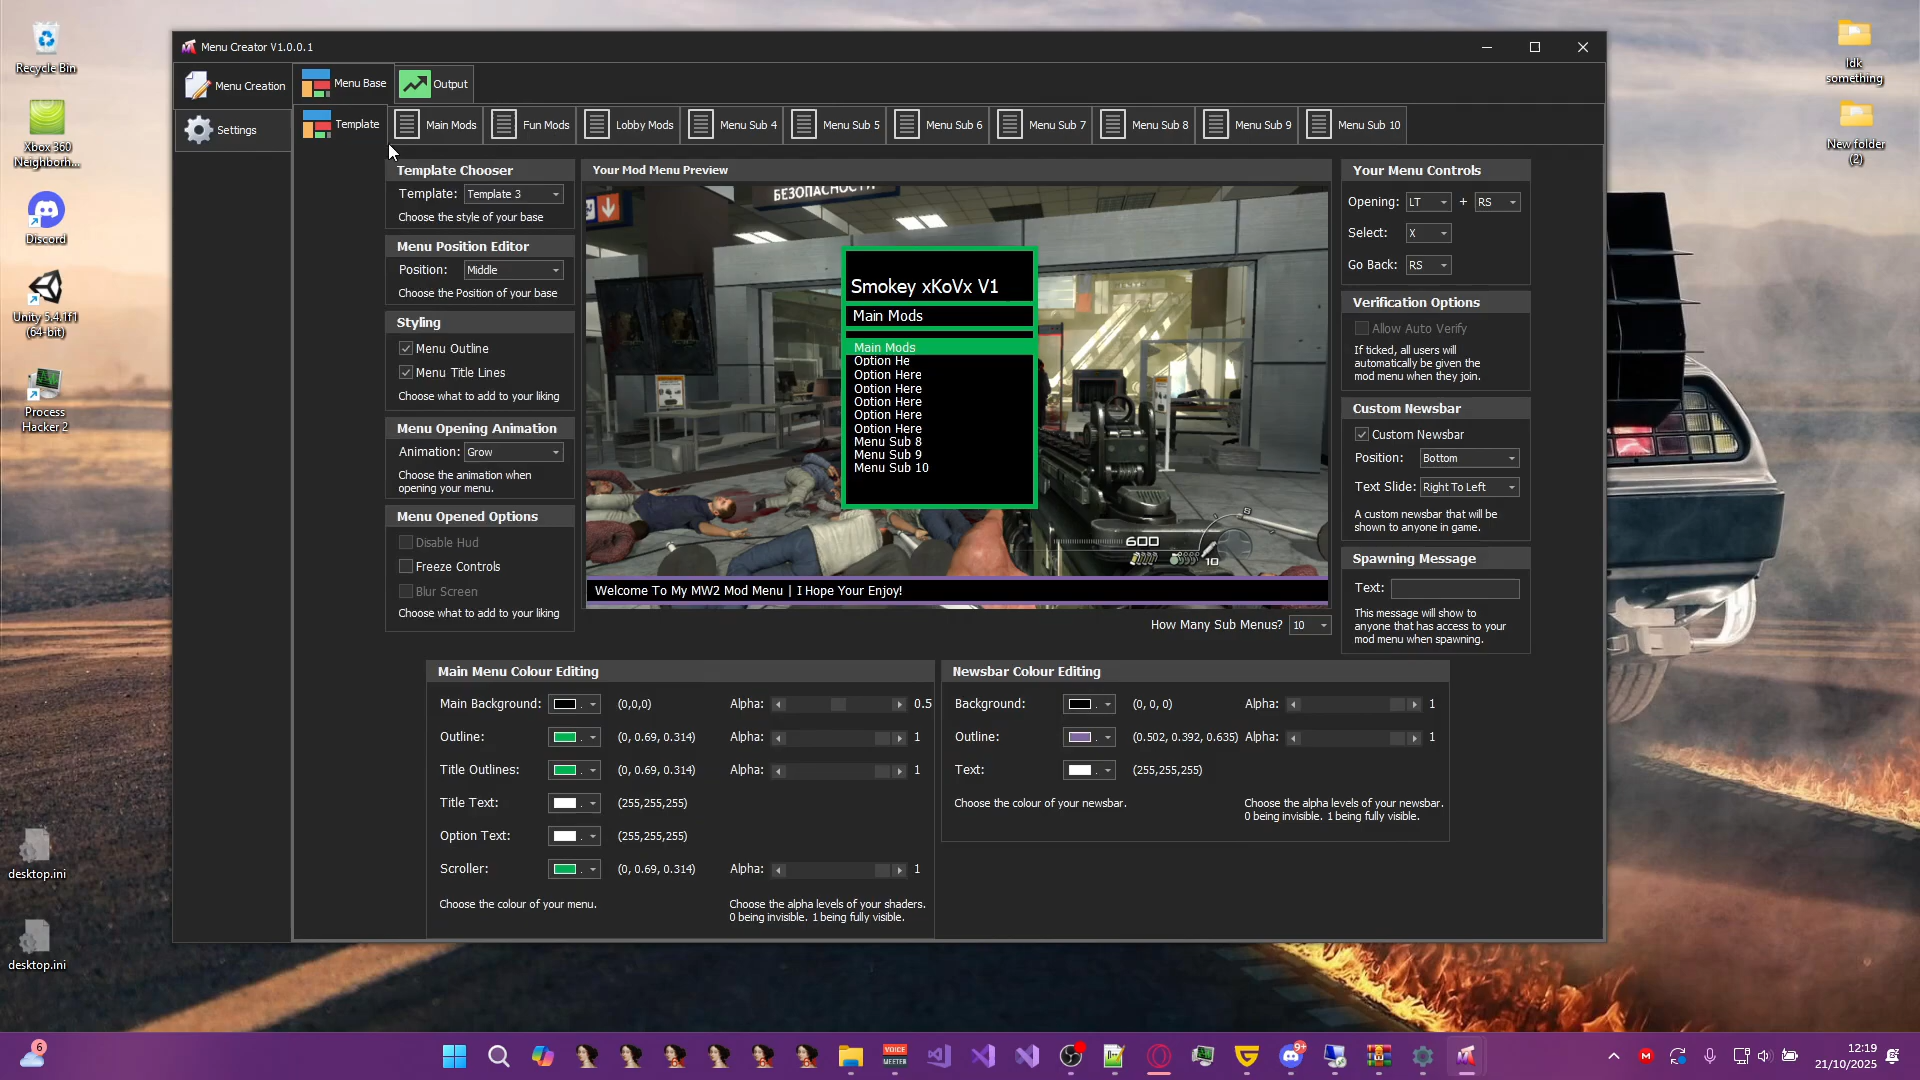 Recycle Bin
Xbox 360
Neighborh...
Discord
Unity 5.4.1f1
(64-bit)
Process
Hacker 2
desktop.ini
desktop.ini
Idk
something
New folder
(2)
Menu Creator V1.0.0.1
Menu Creation
Settings
Menu Base
Output
Template
Main Mods
Fun Mods
Lobby Mods
Menu Sub 4
Menu Sub 5
Menu Sub 6
Menu Sub 7
Menu Sub 8
Menu Sub 9
Menu Sub 10
Template Chooser
Template: Template 3
Choose the style of your base
Menu Position Editor
Position: Middle
Choose the Position of your base
Styling
Menu Outline
Menu Title Lines
Choose what to add to your liking
Menu Opening Animation
Animation: Grow
Choose the animation when
opening your menu.
Menu Opened Options
Disable Hud
Freeze Controls
Blur Screen
Choose what to add to your liking
Your Mod Menu Preview
БЕЗОПАСНОСТИ
Smokey xKoVx V1
Main Mods
Main Mods
Option He
Option Here
Option Here
Option Here
Option Here
Option Here
Menu Sub 8
Menu Sub 9
Menu Sub 10
600
10
Welcome To My MW2 Mod Menu | I Hope Your Enjoy!
How Many Sub Menus? 10
Your Menu Controls
Opening: LT + RS
Select: X
Go Back: RS
Verification Options
Allow Auto Verify
If ticked, all users will
automatically be given the
mod menu when they join.
Custom Newsbar
Custom Newsbar
Position: Bottom
Text Slide: Right To Left
A custom newsbar that will be
shown to anyone in game.
Spawning Message
Text:
This message will show to
anyone that has access to your
mod menu when spawning.
Main Menu Colour Editing
Main Background: . (0,0,0) Alpha: 0.5
Outline: . (0, 0.69, 0.314) Alpha: 1
Title Outlines: . (0, 0.69, 0.314) Alpha: 1
Title Text: . (255,255,255)
Option Text: . (255,255,255)
Scroller: . (0, 0.69, 0.314) Alpha: 1
Choose the colour of your menu.
Choose the alpha levels of your shaders.
0 being invisible. 1 being fully visible.
Newsbar Colour Editing
Background: . (0, 0, 0) Alpha: 1
Outline: . (0.502, 0.392, 0.635) Alpha: 1
Text: . (255,255,255)
Choose the colour of your newsbar.
Choose the alpha levels of your newsbar.
0 being invisible. 1 being fully visible.
6
VOICE
MEETER
9+
12:19
21/10/2025